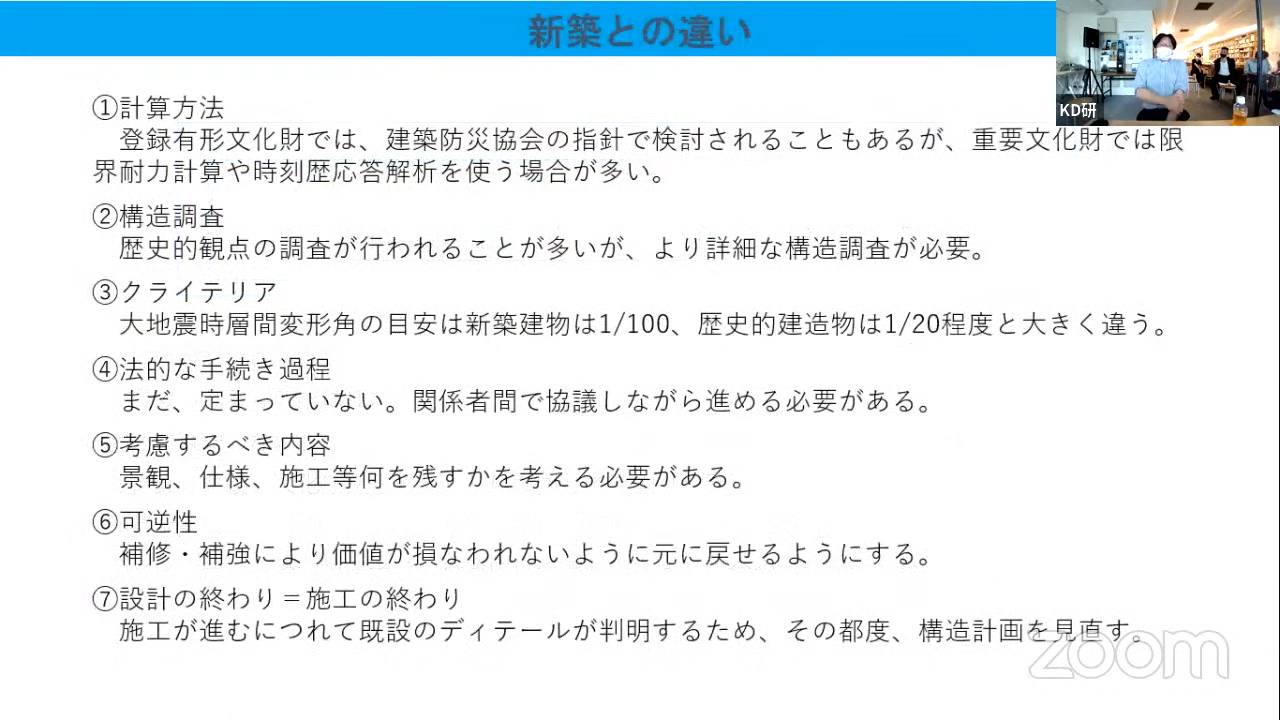 新築との違い
KD研
①計算方法
登録有形文化財では、建築防災協会の指針で検討されることもあるが、重要文化財では限
界耐力計算や時刻歴応答解析を使う場合が多い。
②構造調査
歴史的観点の調査が行われることが多いが、より詳細な構造調査が必要。
③クライテリア
大地震時層間変形角の目安は新築建物は1/100、歴史的建造物は1/20程度と大きく違う。
④法的な手続き過程
まだ、定まっていない。関係者間で協議しながら進める必要がある。
⑤考慮するべき内容
景観、仕様、施工等何を残すかを考える必要がある。
⑥可逆性
補修・補強により価値が損なわれないように元に戻せるようにする。
⑦設計の終わり＝施工の終わり
施工が進むにつれて既設のディテールが判明するため、その都度、構造計画を見直す。
zoom